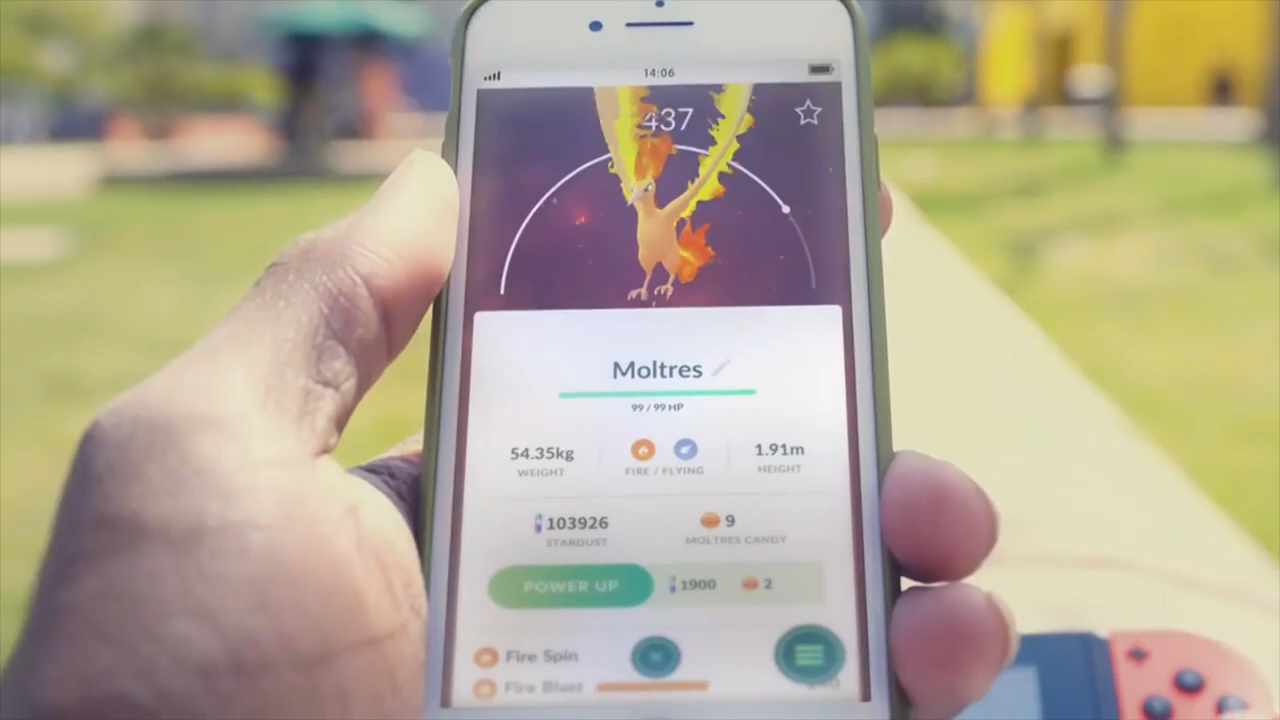 14:06
437
Moltres
99 / 99 HP
54.35kg
WEIGHT
FIRE / FLYING
1.91m
HEIGHT
103926
STARDUST
9
MOLTRES CANDY
POWER UP
1900
2
Fire Spin
Fire Blast